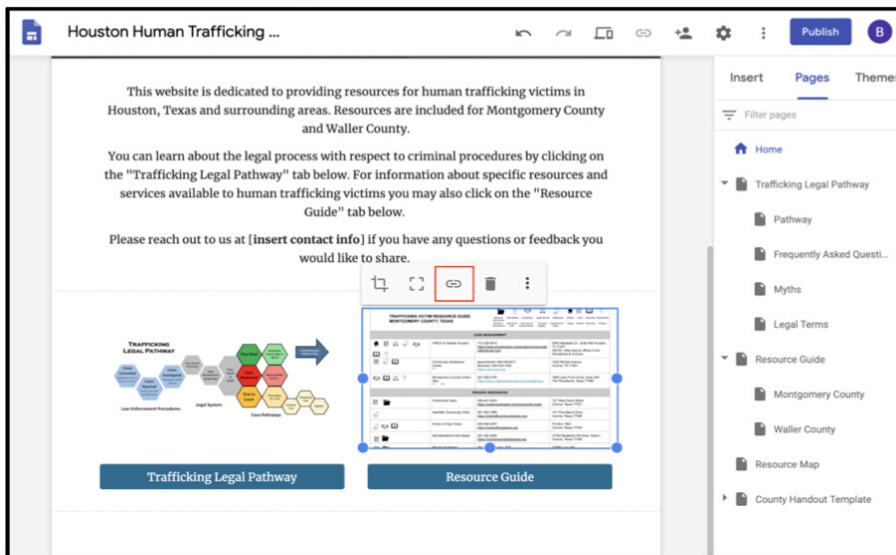 Houston Human Trafficking ...
Publish
B
This website is dedicated to providing resources for human trafficking victims in
Houston, Texas and surrounding areas. Resources are included for Montgomery County
and Waller County.
You can learn about the legal process with respect to criminal procedures by clicking on
the "Trafficking Legal Pathway" tab below. For information about specific resources and
services available to human trafficking victims you may also click on the "Resource
Guide" tab below.
Please reach out to us at [insert contact info] if you have any questions or feedback you
would like to share.
TRAFFICKING
LEGAL PATHWAY
Law Enforcement Procedures
Legal System
Case Pathways
TRAFFICKING VICTIM RESOURCE GUIDE
MONTGOMERY COUNTY, TEXAS
CASE MANAGEMENT
Trafficking Legal Pathway
Resource Guide
Insert
Pages
Themes
Filter pages
Home
Trafficking Legal Pathway
Pathway
Frequently Asked Questi...
Myths
Legal Terms
Resource Guide
Montgomery County
Waller County
Resource Map
County Handout Template